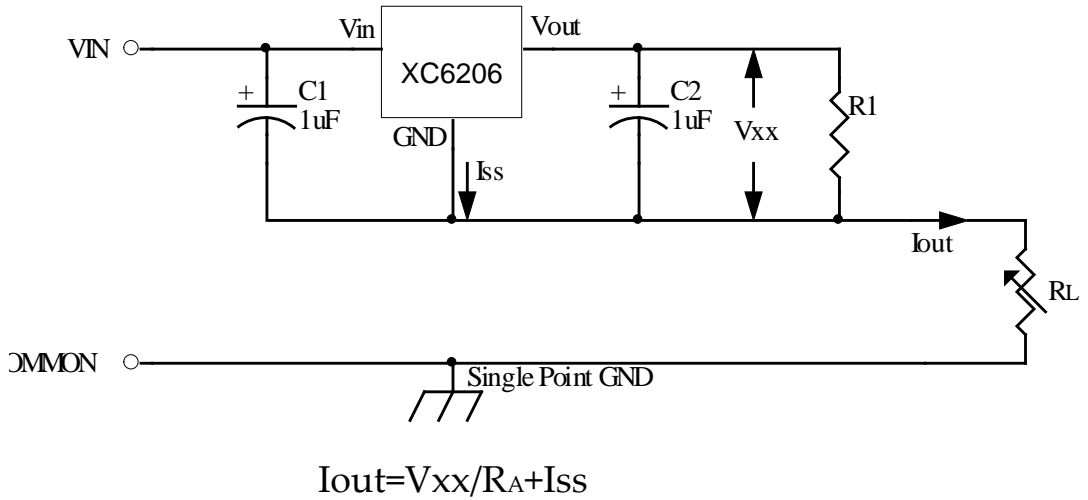 VIN
Vin
Vout
XC6206
+
C1
1uF
GND
Iss
+
C2
1uF
Vxx
R1
Iout
RL
OMMON
Single Point GND
Iout=Vxx/RA+Iss